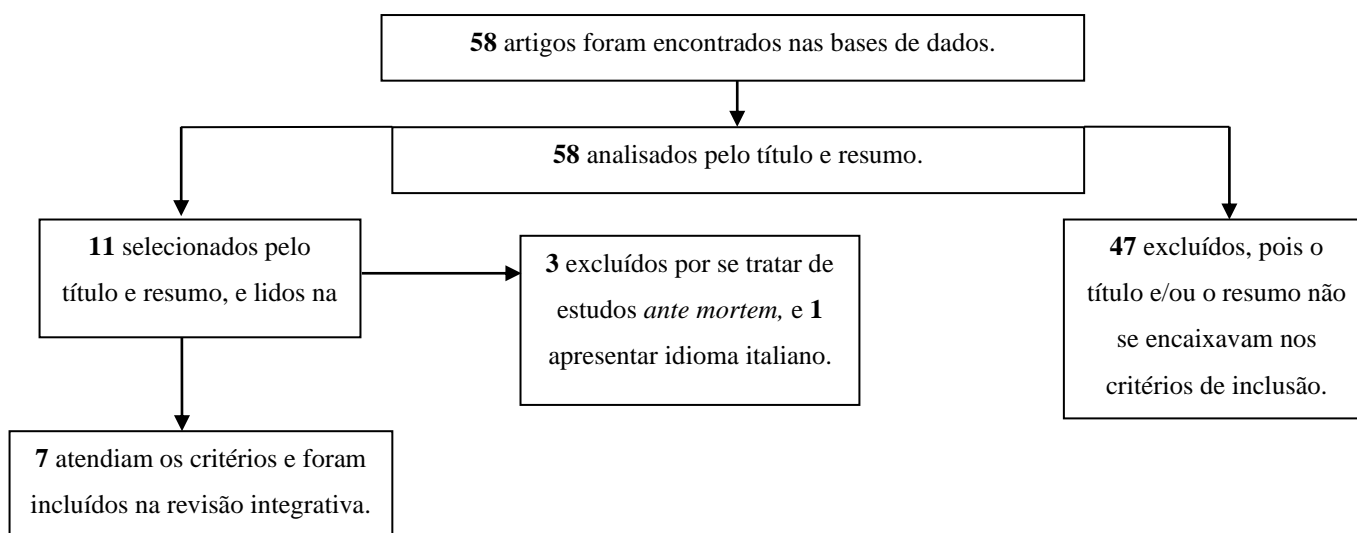 58 artigos foram encontrados nas bases de dados.
58 analisados pelo título e resumo.
11 selecionados pelo
título e resumo, e lidos na
3 excluídos por se tratar de
estudos ante mortem, e 1
apresentar idioma italiano.
47 excluídos, pois o
título e/ou o resumo não
se encaixavam nos
critérios de inclusão.
7 atendiam os critérios e foram
incluídos na revisão integrativa.